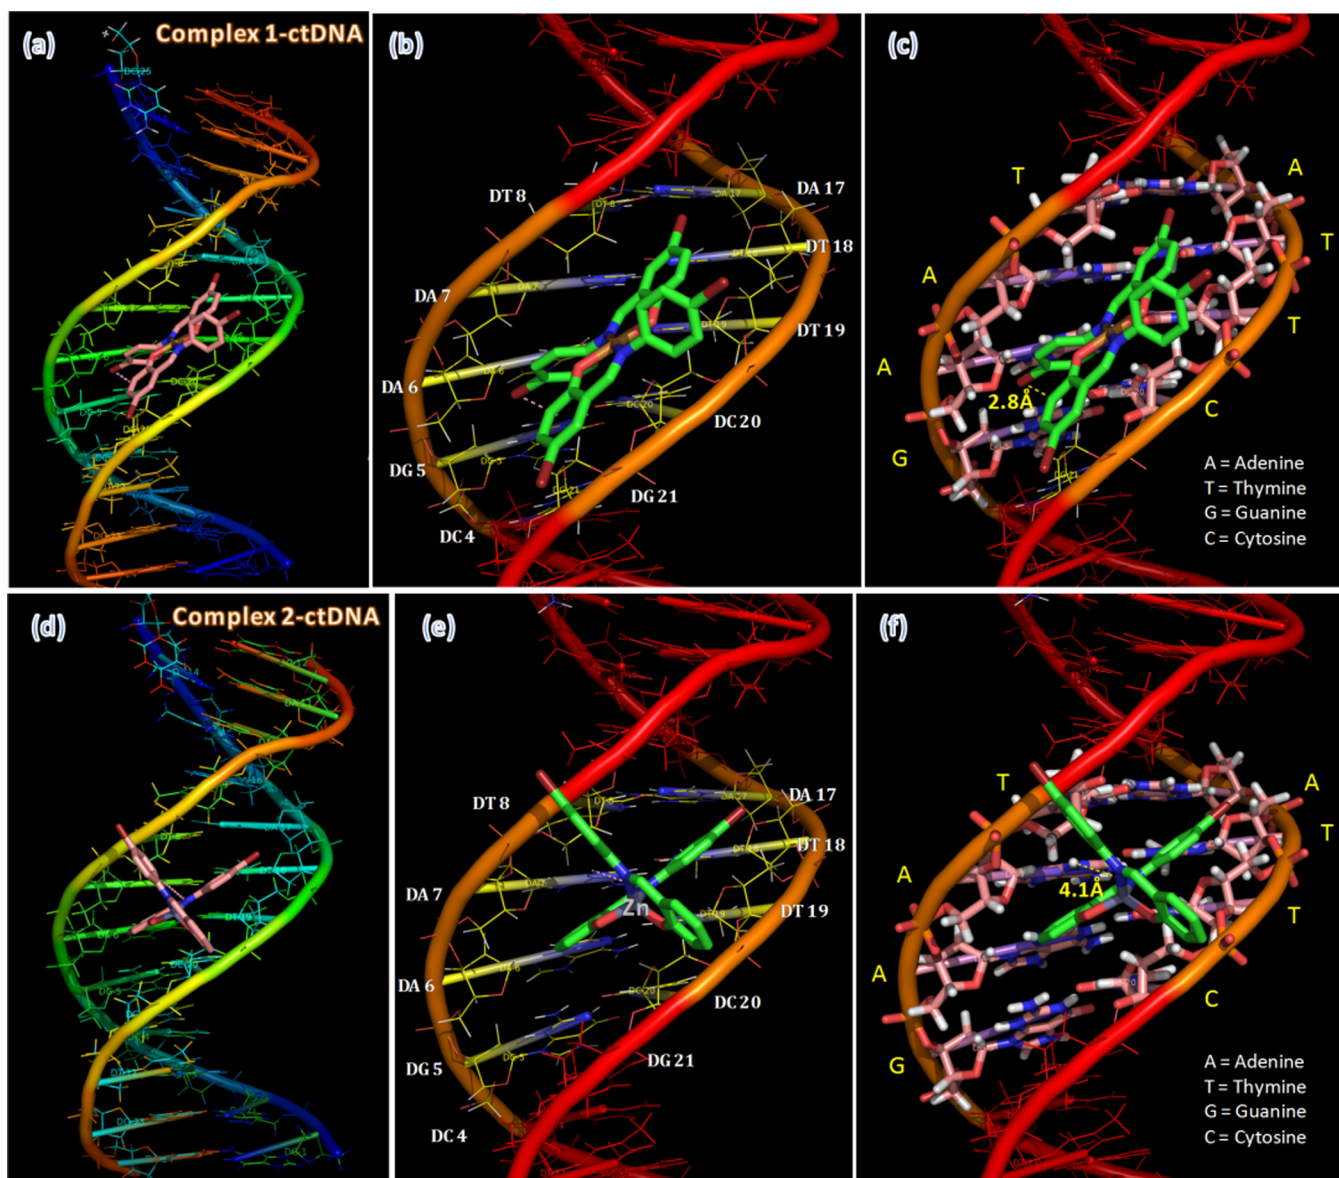 (a)
Complex 1-ctDNA
(b)
DT 8
DA 17
DT 18
DA 7
DT 19
DA 6
DC 20
DG 5
DG 21
DC 4
(c)
T
A
T
A
T
A
2.8Å
C
G
A = Adenine
T = Thymine
G = Guanine
C = Cytosine
(d)
Complex 2-ctDNA
(e)
DT 8
DA 17
DT 18
DA 7
Zn
DT 19
DA 6
DC 20
DG 5
DG 21
DC 4
(f)
T
A
T
A
4.1Å
T
A
C
G
A = Adenine
T = Thymine
G = Guanine
C = Cytosine